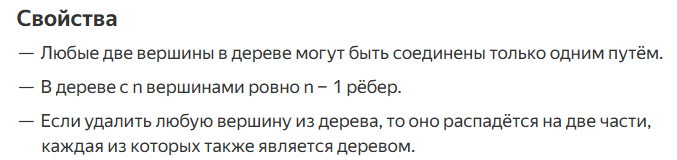 Свойства
— Любые две вершины в дереве могут быть соединены только одним путём.
— В дереве с n вершинами ровно n − 1 рёбер.
— Если удалить любую вершину из дерева, то оно распадётся на две части,
каждая из которых также является деревом.